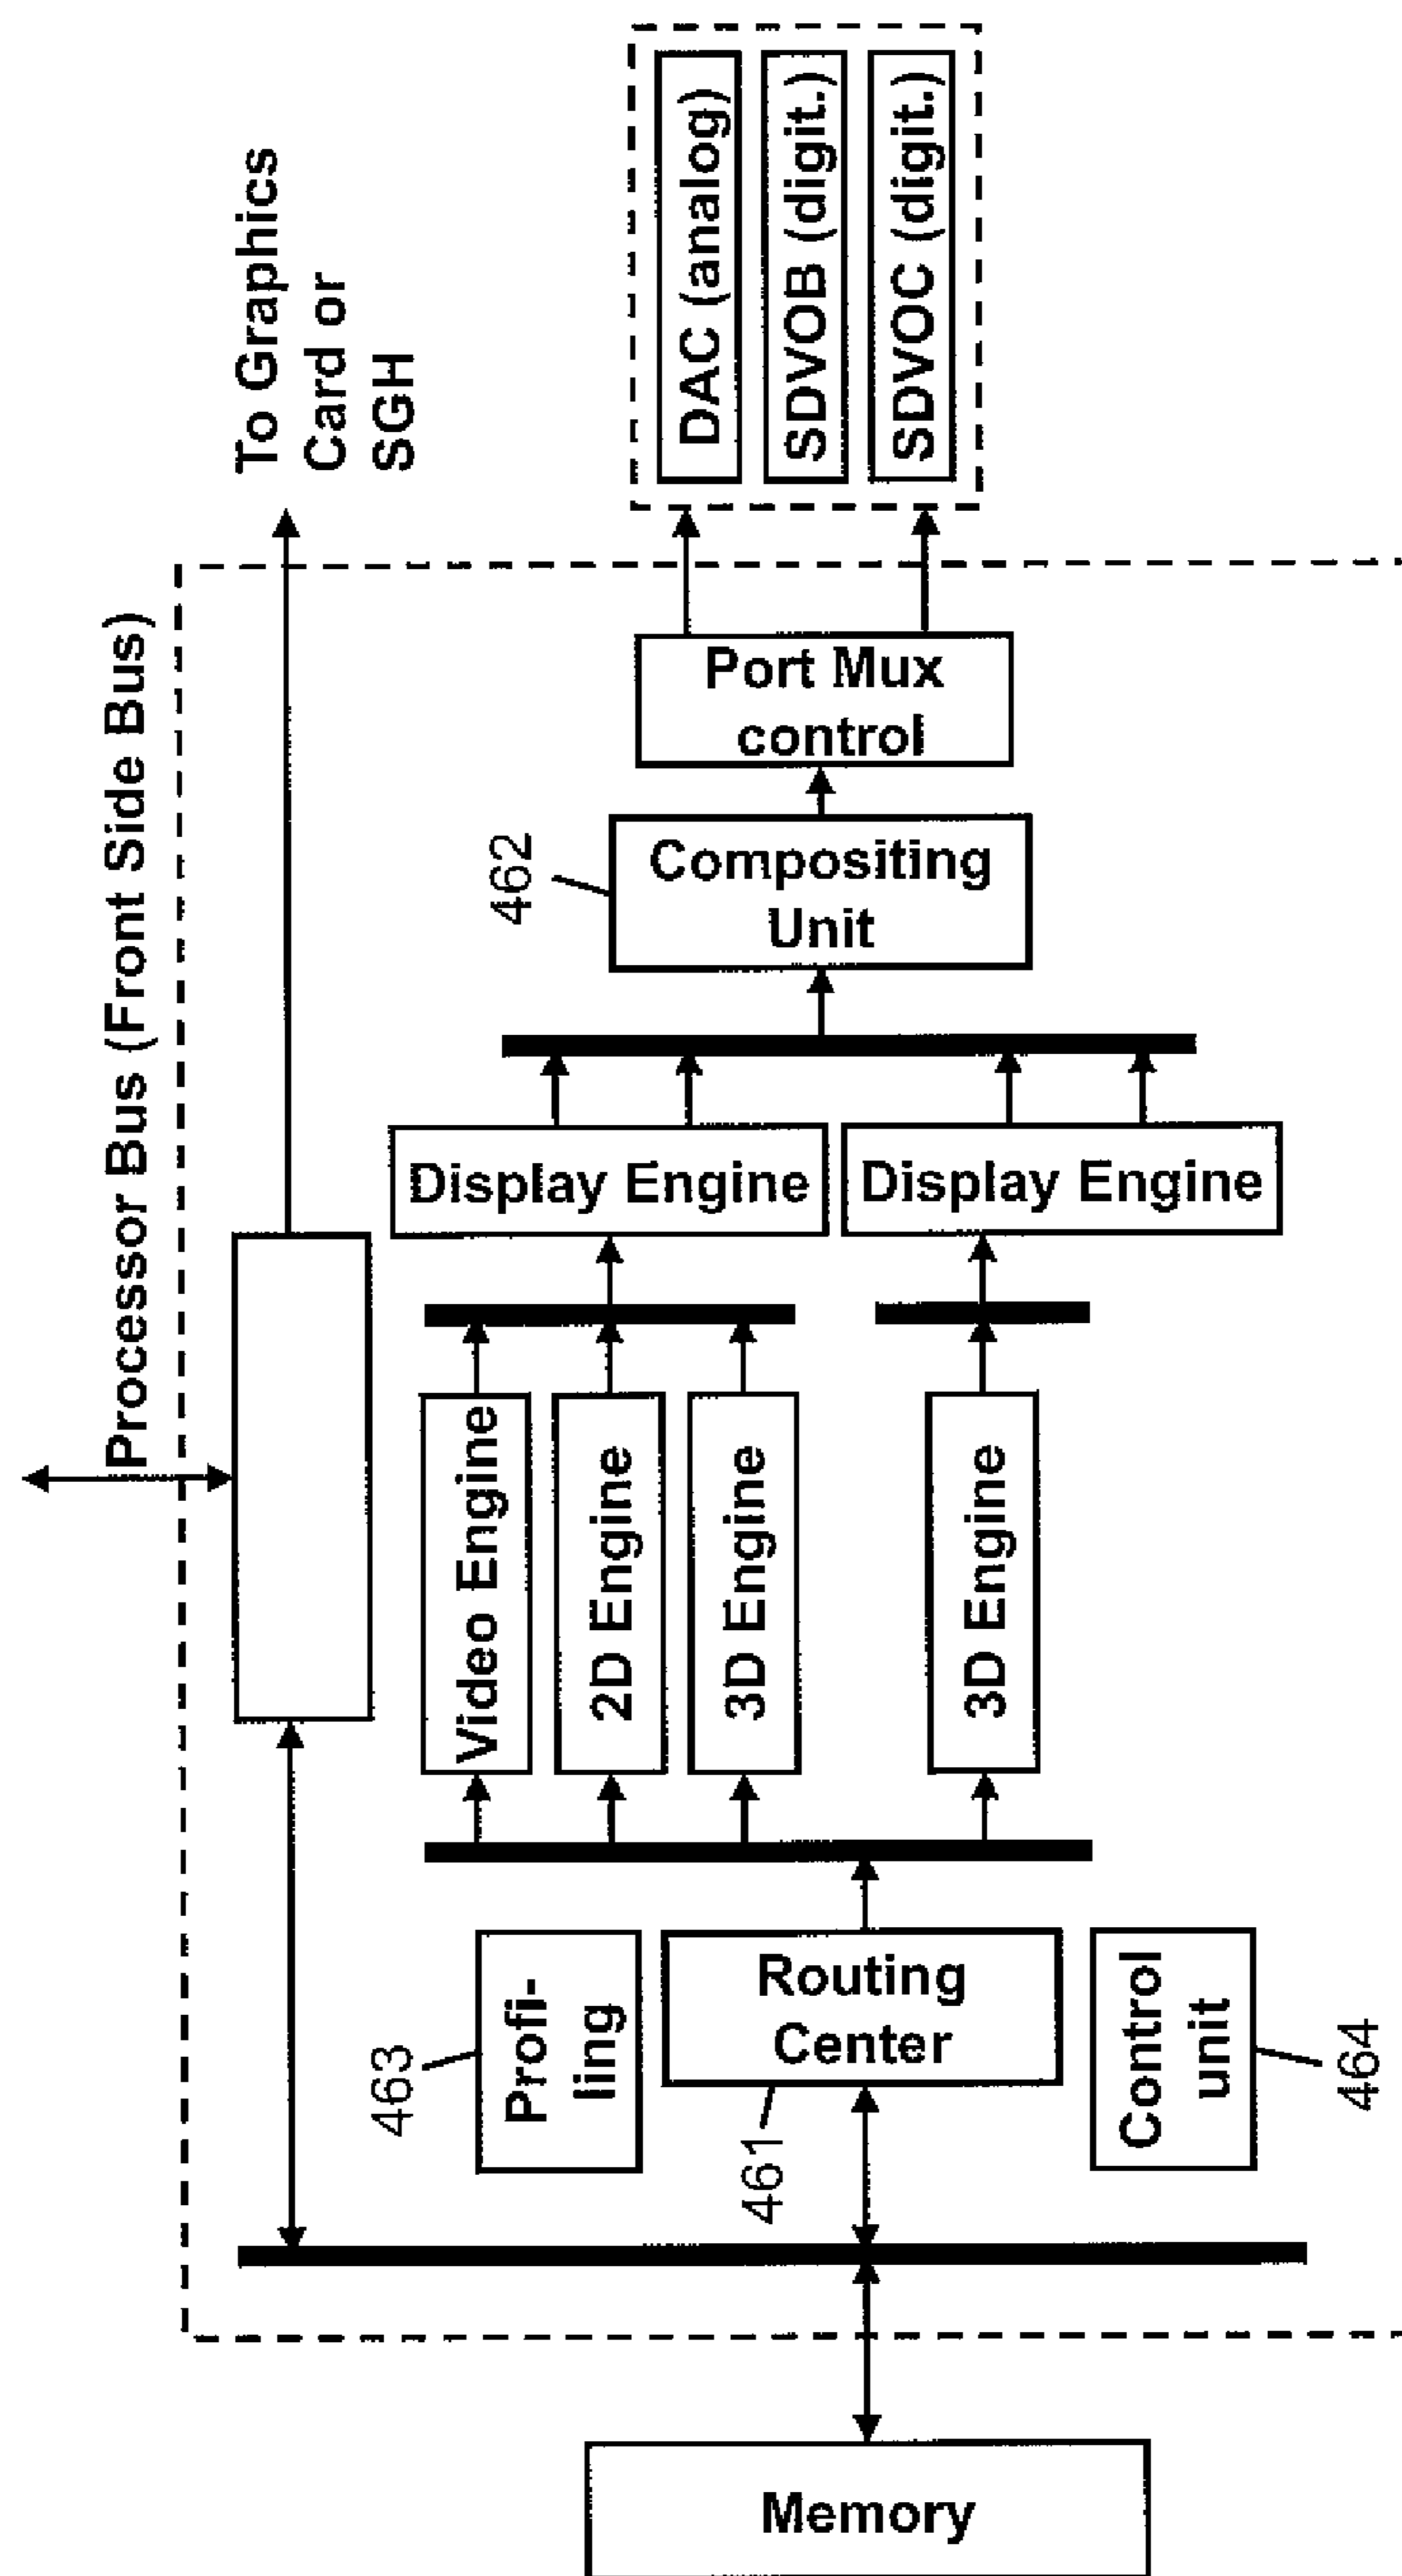 To Graphics
Card or
SGH
DAC (analog)
SDVOB (digit.)
SDVOC (digit.)
Processor Bus (Front Side Bus)
Port Mux
control
462
Compositing
Unit
Display Engine
Display Engine
Video Engine
2D Engine
3D Engine
3D Engine
463
Profi-
ling
Routing
Center
461
Control
unit
464
Memory